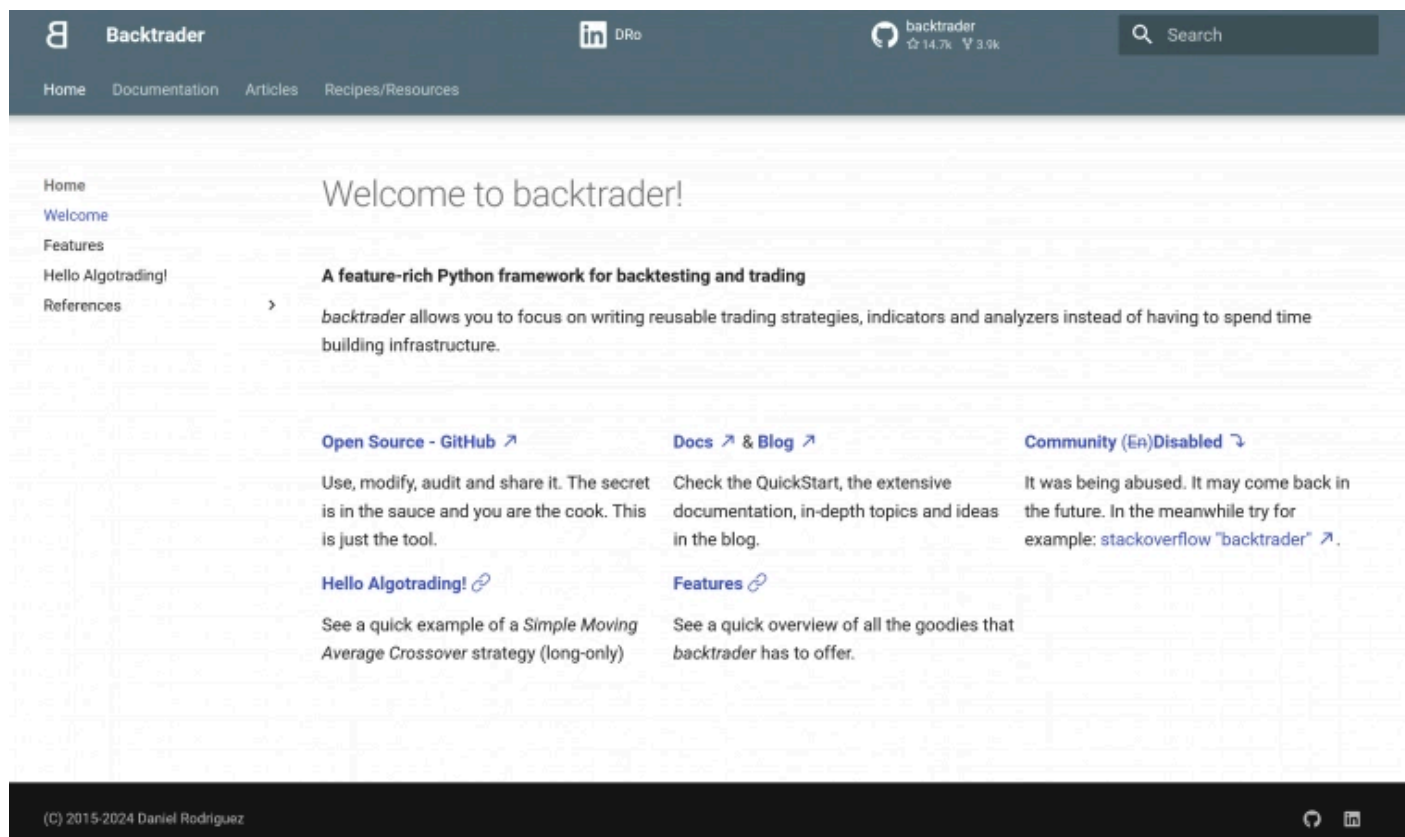 Backtrader
DRo
backtrader
14.7k 3.9k
Search
Home Documentation Articles Recipes/Resources
Home
Welcome
Features
Hello Algotrading!
References
Welcome to backtrader!
A feature-rich Python framework for backtesting and trading
backtrader allows you to focus on writing reusable trading strategies, indicators and analyzers instead of having to spend time
building infrastructure.
Open Source - GitHub
Use, modify, audit and share it. The secret
is in the sauce and you are the cook. This
is just the tool.
Docs & Blog
Check the QuickStart, the extensive
documentation, in-depth topics and ideas
in the blog.
Community (En)Disabled
It was being abused. It may come back in
the future. In the meanwhile try for
example: stackoverflow "backtrader" .
Hello Algotrading!
See a quick example of a Simple Moving
Average Crossover strategy (long-only)
Features
See a quick overview of all the goodies that
backtrader has to offer.
(C) 2015-2024 Daniel Rodriguez